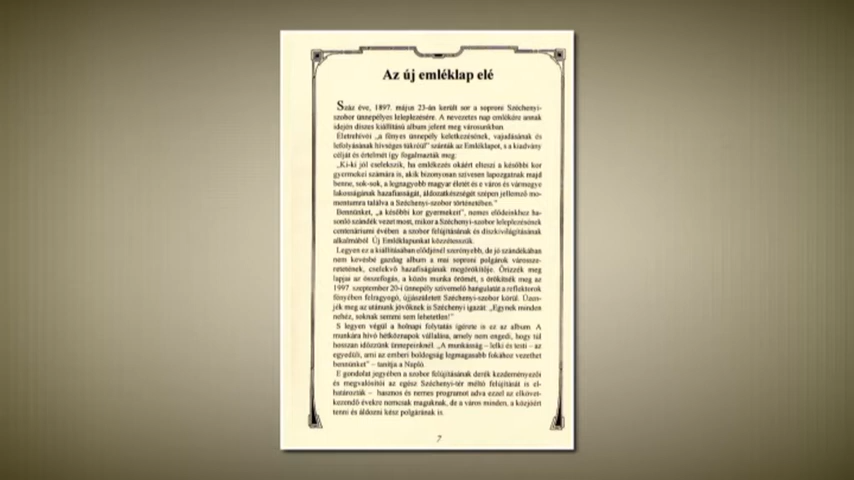 Az új emléklap elé
Száz éve, 1897. május 23-án került sor a soproni Széchenyi-
szobor ünnepélyes leleplezésére. A nevezetes nap emlékére annak
idején díszes kiállítású album jelent meg városunkban.
Életrehívói „a fényes ünnepély keletkezésének, vajudásának és
lefolyásának hívséges tükréül” szánták az Emléklapot, s a kiadvány
célját és értelmét így fogalmazták meg:
„Ki-ki jól cselekszik, ha emlékezés okáért elteszi a későbbi kor
gyermekei számára is, akik bizonyosan szívesen lapozgatnak majd
benne, sok-sok, a legnagyobb magyar életét és e város és vármegye
lakosságának hazafiasságát, áldozatkészségét szépen jellemző mo-
mentumra találva a Széchenyi-szobor történetében.”
Bennünket, „a későbbi kor gyermekeit”, nemes elődeinkhez ha-
sonló szándék vezet most, mikor a Széchenyi-szobor leleplezésének
centenáriumi évében a szobor felújításának és díszkivilágításának
alkalmából Új Emléklapunkat közzétesszük.
Legyen ez a kiállításában elődjénél szerényebb, de jó szándékában
nem kevésbé gazdag album a mai soproni polgárok városszere-
retetének, cselekvő hazafiságának megörökítője. Őrizzék meg
lapjai az összefogás, a közös munka örömét, s örökítsék meg az
1997. szeptember 20-i ünnepély szívemelő hangulatát a reflektorok
fényében felragyogó, újjászületett Széchenyi-szobor körül. Üzen-
jék meg az utánunk jövőknek is Széchenyi igazát: „Egynek minden
nehéz, soknak semmi sem lehetetlen!”
S legyen végül a holnapi folytatás ígérete is ez az album. A
munkára hívó hétköznapok vállalása, amely nem engedi, hogy túl
hosszan időzzünk ünnepeinknél. „A munkásság – lelki és testi – az
egyedüli, ami az emberi boldogság legmagasabb fokához vezethet
bennünket” – tanítja a Napló.
E gondolat jegyében a szobor felújításának derék kezdeményezői
és megvalósítói az egész Széchenyi-tér méltó felújítását is el-
határozták – hasznos és nemes programot adva ezzel az elkövet-
kezendő évekre nemcsak maguknak, de a város minden, a közjóért
tenni és áldozni kész polgárának is.
7